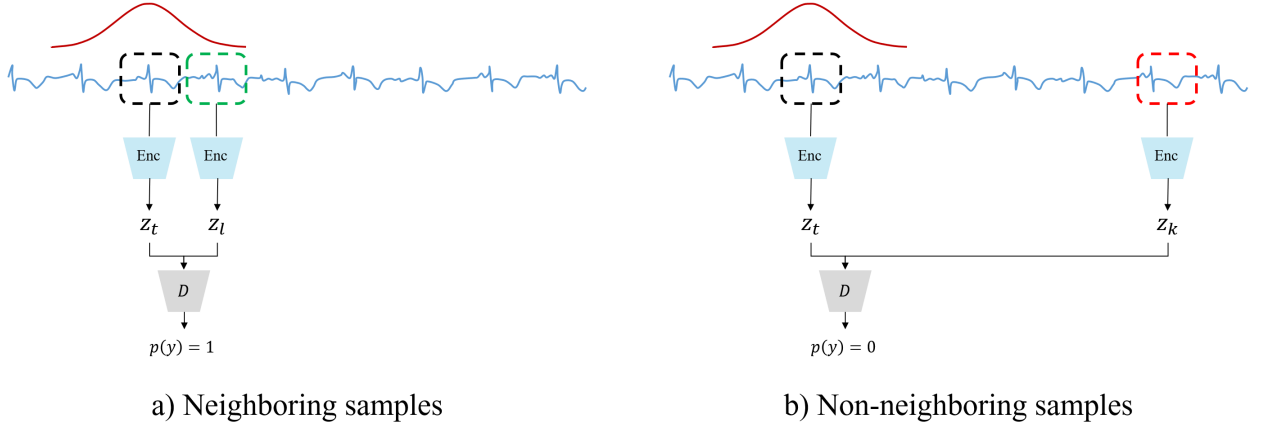 Enc Enc
z_t z_l
D
p(y) = 1
a) Neighboring samples
Enc Enc
z_t z_k
D
p(y) = 0
b) Non-neighboring samples